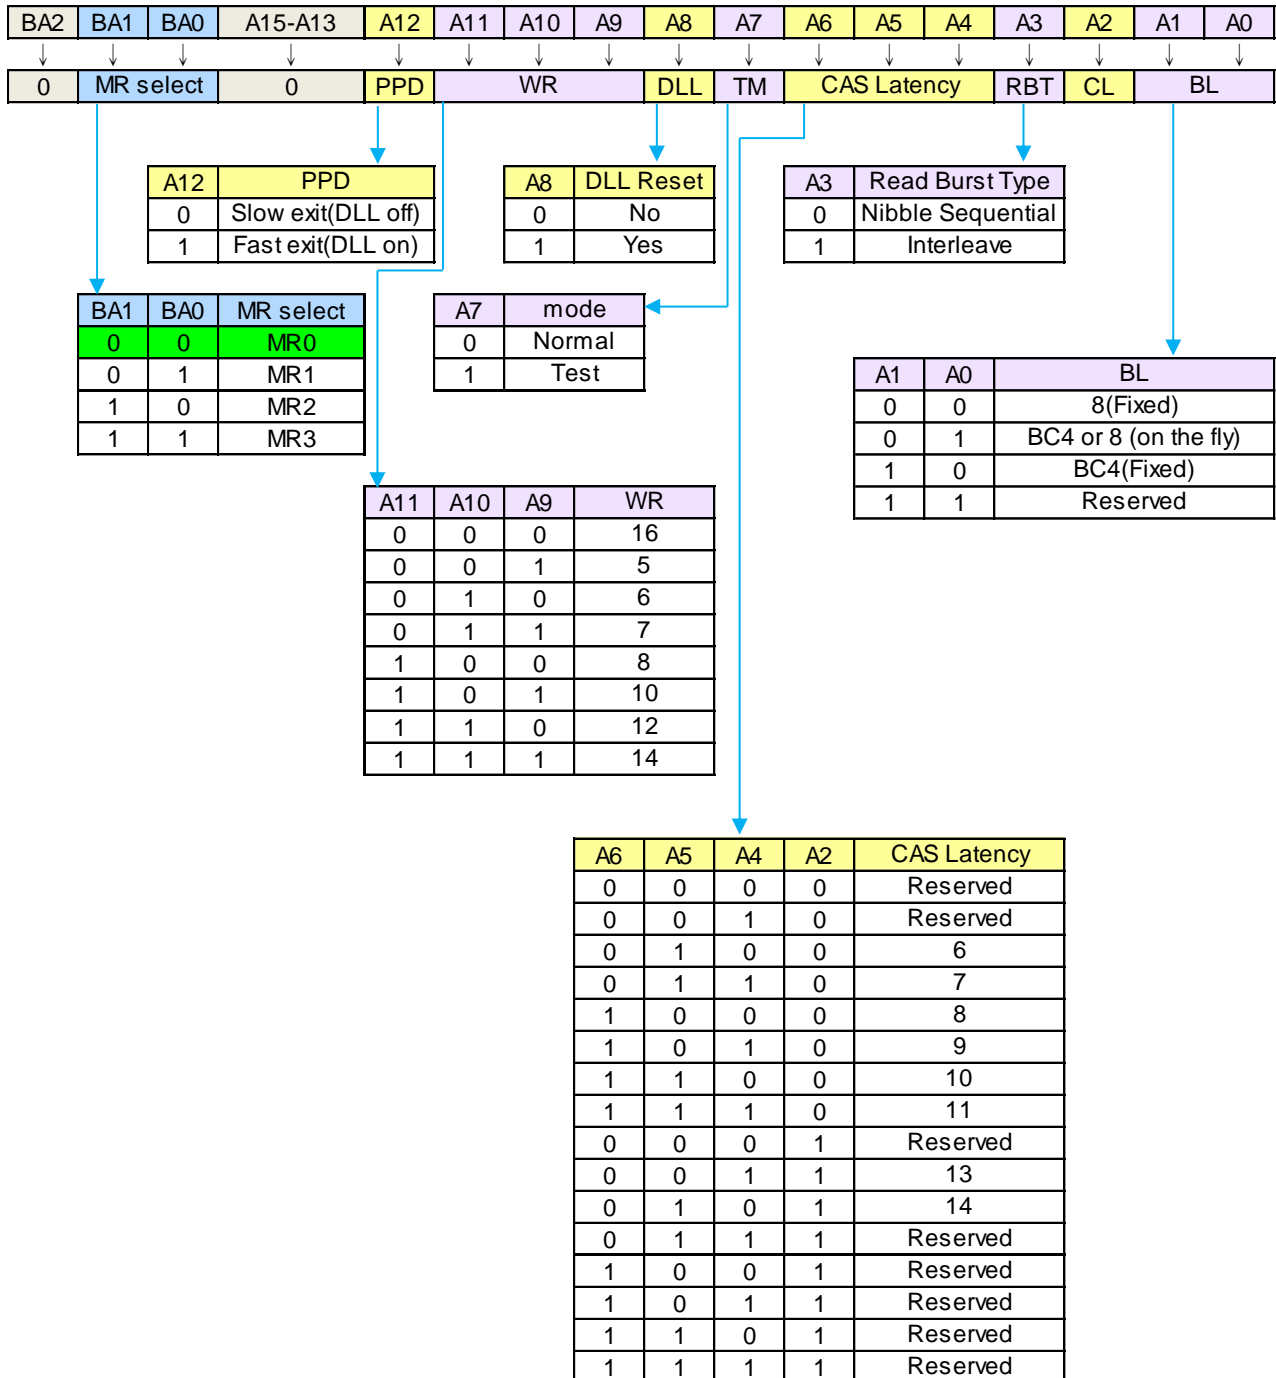 BA2 BA1 BA0 A15-A13 A12 A11 A10 A9 A8 A7 A6 A5 A4 A3 A2 A1 A0
0 MR select 0 PPD WR DLL TM CAS Latency RBT CL BL
A12 PPD
0 Slow exit(DLL off)
1 Fast exit(DLL on)
A8 DLL Reset
0 No
1 Yes
A3 Read Burst Type
0 Nibble Sequential
1 Interleave
BA1 BA0 MR select
0 0 MR0
0 1 MR1
1 0 MR2
1 1 MR3
A7 mode
0 Normal
1 Test
A1 A0 BL
0 0 8(Fixed)
0 1 BC4 or 8 (on the fly)
1 0 BC4(Fixed)
1 1 Reserved
A11 A10 A9 WR
0 0 0 16
0 0 1 5
0 1 0 6
0 1 1 7
1 0 0 8
1 0 1 10
1 1 0 12
1 1 1 14
A6 A5 A4 A2 CAS Latency
0 0 0 0 Reserved
0 0 1 0 Reserved
0 1 0 0 6
0 1 1 0 7
1 0 0 0 8
1 0 1 0 9
1 1 0 0 10
1 1 1 0 11
0 0 0 1 Reserved
0 0 1 1 13
0 1 0 1 14
0 1 1 1 Reserved
1 0 0 1 Reserved
1 0 1 1 Reserved
1 1 0 1 Reserved
1 1 1 1 Reserved